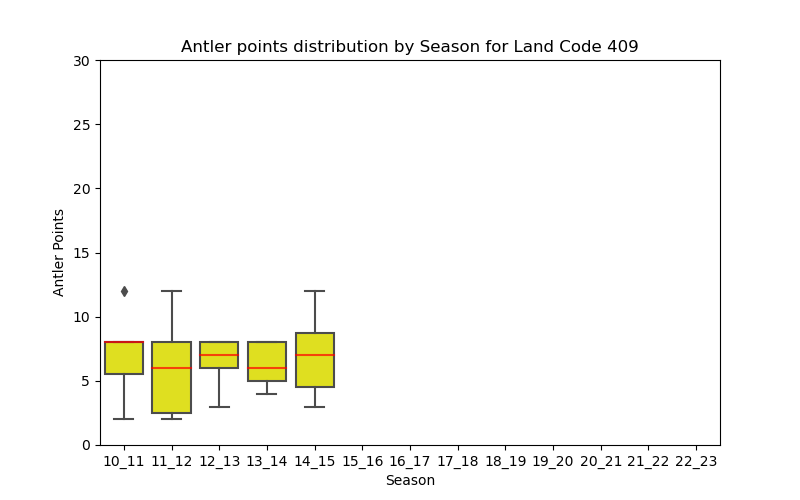 Antler points distribution by Season for Land Code 409
30
25
20
15
10
5
0
Antler Points
10_11 11_12 12_13 13_14 14_15 15_16 16_17 17_18 18_19 19_20 20_21 21_22 22_23
Season